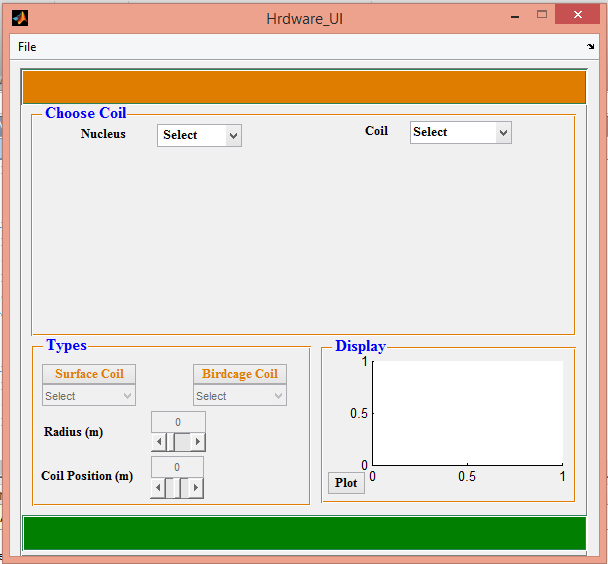 Hrdware_UI
File
Choose Coil
Nucleus Select Coil Select
Types
Surface Coil Birdcage Coil
Select Select
Radius (m) 0
Coil Position (m) 0
Display
1
0.5
0
0 0.5 1
Plot